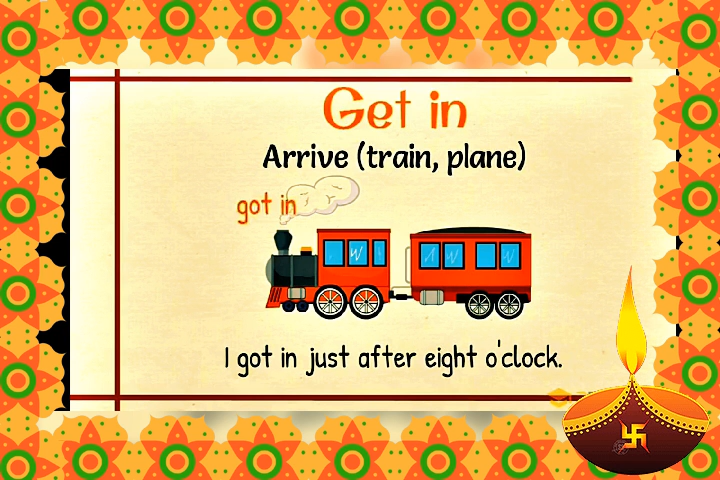 Get in
Arrive (train, plane)
got in
I got in just after eight o'clock.